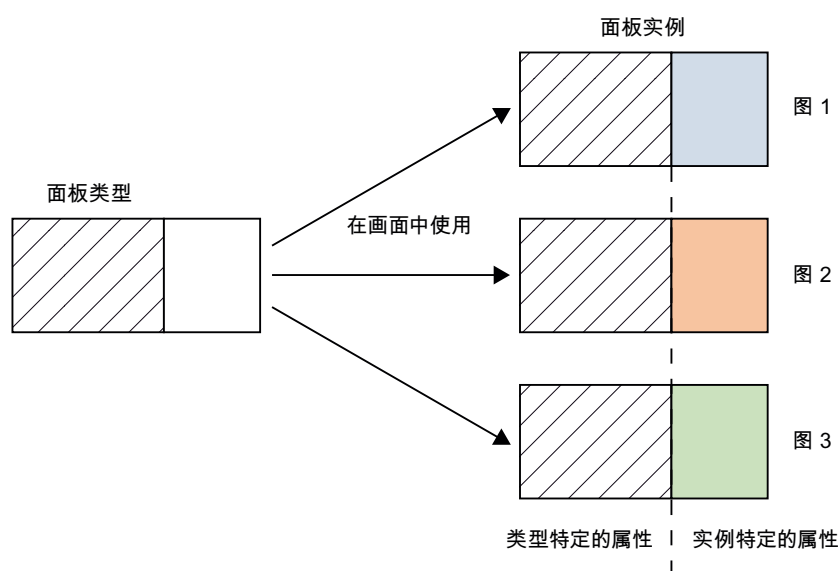 面板实例
图 1
面板类型
在画面中使用
图 2
图 3
类型特定的属性
实例特定的属性